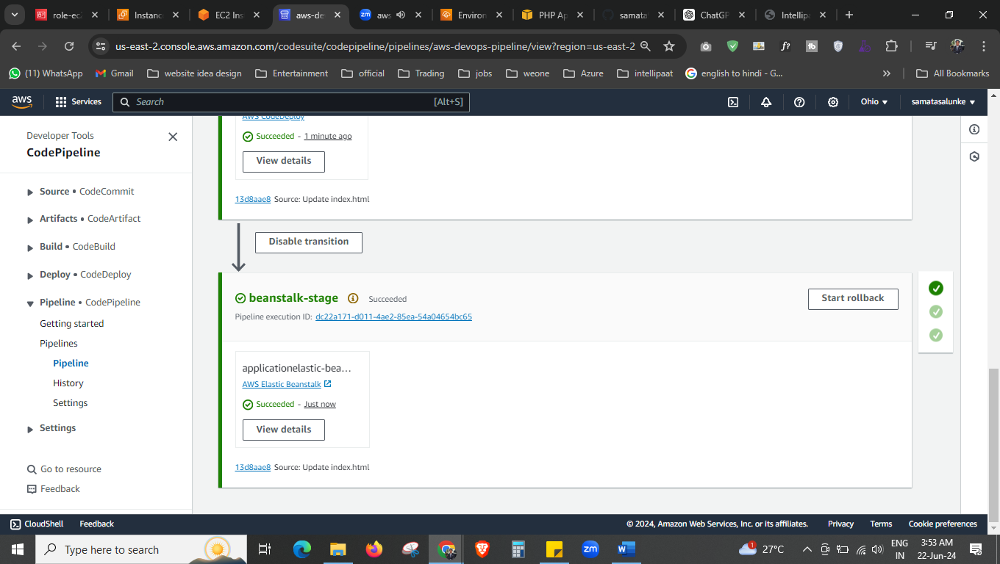 role-ec2
Instanc
EC2 Ins
aws-de
aws
Environ
PHP Ap
samata
ChatGP
Intellipa
us-east-2.console.aws.amazon.com/codesuite/codepipeline/pipelines/aws-devops-pipeline/view?region=us-east-2
(11) WhatsApp
Gmail
website idea design
Entertainment
official
Trading
jobs
weone
Azure
intellipaat
english to hindi - G...
All Bookmarks
aws
Services
Search
[Alt+S]
Ohio
samatasalunke
Developer Tools
CodePipeline
Source • CodeCommit
Artifacts • CodeArtifact
Build • CodeBuild
Deploy • CodeDeploy
Pipeline • CodePipeline
Getting started
Pipelines
Pipeline
History
Settings
Settings
Go to resource
Feedback
AWS CodeDeploy
Succeeded - 1 minute ago
View details
13d8aae8 Source: Update index.html
Disable transition
beanstalk-stage
Succeeded
Start rollback
Pipeline execution ID: dc22a171-d011-4ae2-85ea-54a04654bc65
applicationelastic-bea…
AWS Elastic Beanstalk
Succeeded - Just now
View details
13d8aae8 Source: Update index.html
CloudShell
Feedback
© 2024, Amazon Web Services, Inc. or its affiliates.
Privacy
Terms
Cookie preferences
Type here to search
27°C
ENG
IN
3:53 AM
22-Jun-24